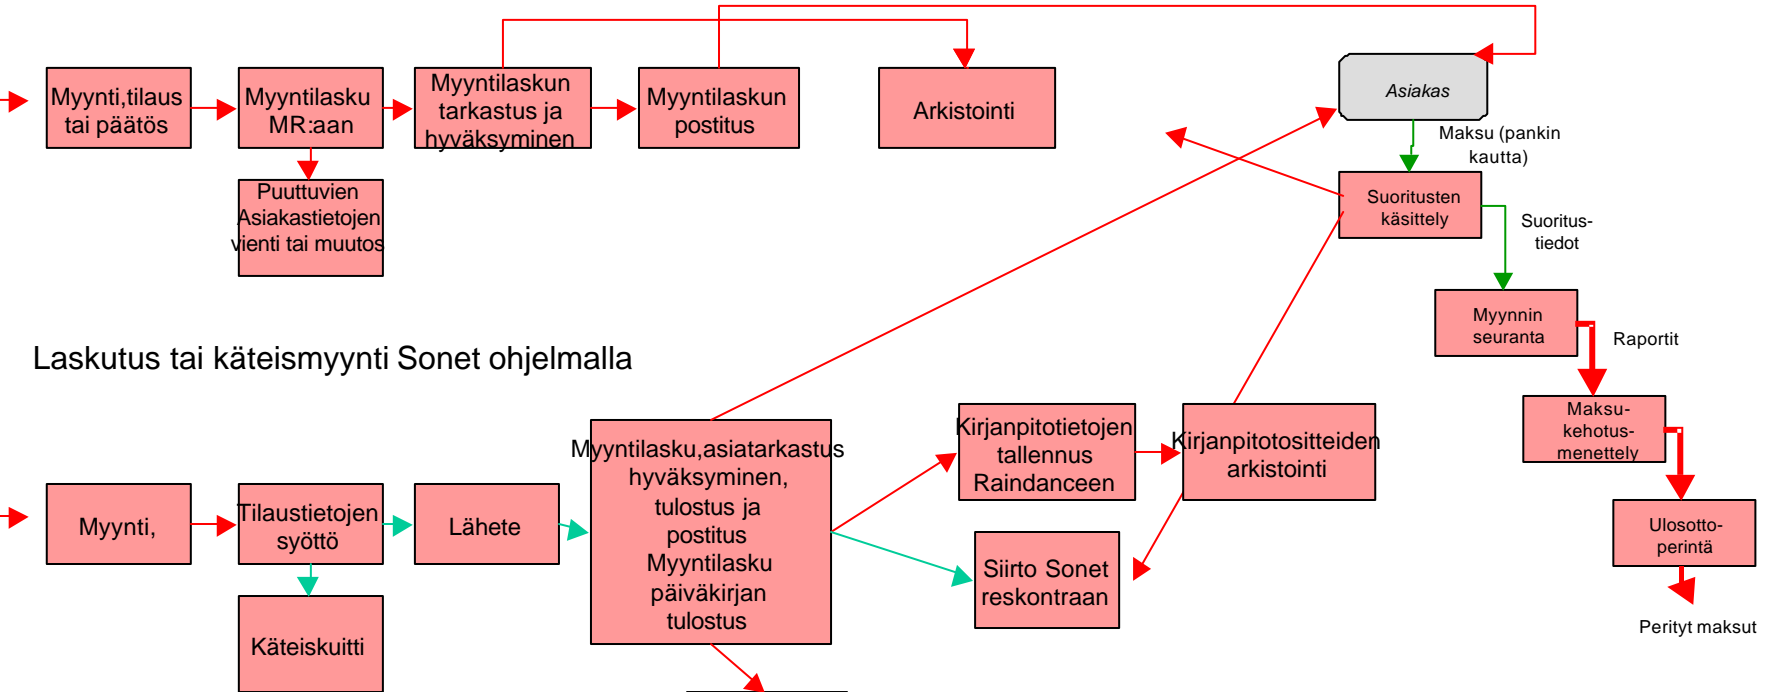 Myynti,tilaus
tai päätös
Myyntilasku
MR:aan
Myyntilaskun
tarkastus ja
hyväksyminen
Myyntilaskun
postitus
Arkistointi
Asiakas
Maksu (pankin
kautta)
Puuttuvien
Asiakastietojen
vienti tai muutos
Suoritusten
käsittely
Suoritus-
tiedot
Myynnin
seuranta
Raportit
Laskutus tai käteismyynti Sonet ohjelmalla
Maksu-
kehotus-
menettely
Myynti,
Tilaustietojen
syöttö
Lähete
Myyntilasku,asiatarkastus
hyväksyminen,
tulostus ja
postitus
Myyntilasku
päiväkirjan
tulostus
Kirjanpitotietojen
tallennus
Raindanceen
Kirjanpitotositteiden
arkistointi
Ulosotto-
perintä
Siirto Sonet
reskontraan
Käteiskuitti
Perityt maksut